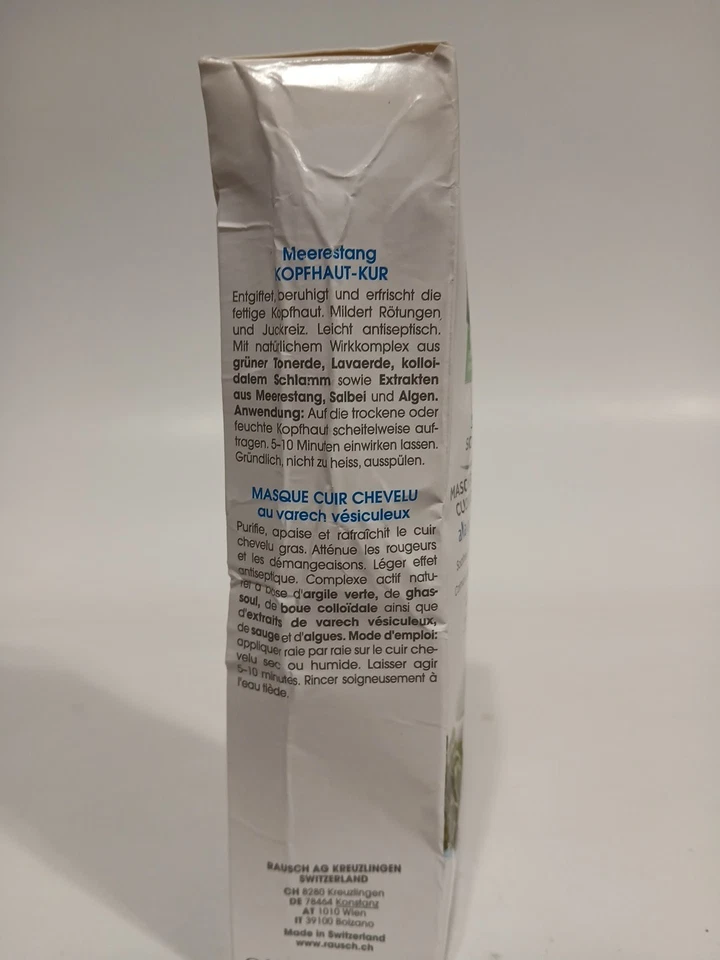 Meerestang
KOPFHAUT-KUR
Entgiftet, beruhigt und erfrischt die
fettige Kopfhaut. Mildert Rötungen
und Juckreiz. Leicht antiseptisch.
Mit natürlichem Wirkkomplex aus
grüner Tonerde, Lavaerde, kolloi-
dalem Schlamm sowie Extrakten
aus Meerestang, Salbei und Algen.
Anwendung: Auf die trockene oder
feuchte Kopfhaut scheitelweise auf-
tragen. 5-10 Minuten einwirken lassen.
Gründlich, nicht zu heiss, ausspülen.
MASQUE CUIR CHEVELU
au varech vésiculeux
Purifie, apaise et rafraîchit le cuir
chevelu gras. Atténue les rougeurs
et les démangeaisons. Léger effet
antiseptique. Complexe actif natu-
rel à base d'argile verte, de ghas-
soul, de boue colloïdale ainsi que
d'extraits de varech vésiculeux,
de sauge et d'algues. Mode d'emploi:
appliquer raie par raie sur le cuir che-
velu sec ou humide. Laisser agir
5-10 minutes. Rincer soigneusement à
l'eau tiède.
RAUSCH AG KREUZLINGEN
SWITZERLAND
CH 8280 Kreuzlingen
DE 78464 Konstanz
AT 1010 Wien
IT 39100 Bolzano
Made in Switzerland
www.rausch.ch